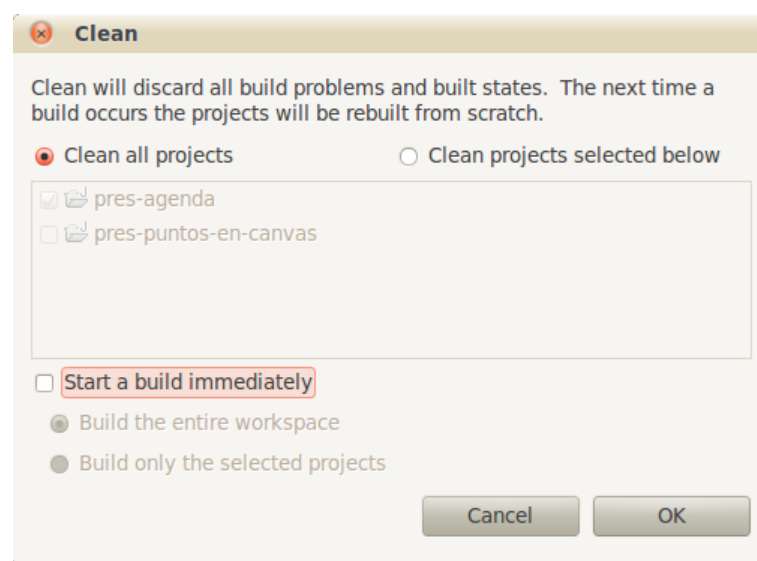 Clean
Clean will discard all build problems and built states.  The next time a
build occurs the projects will be rebuilt from scratch.
Clean all projects
Clean projects selected below
pres-agenda
pres-puntos-en-canvas
Start a build immediately
Build the entire workspace
Build only the selected projects
Cancel
OK